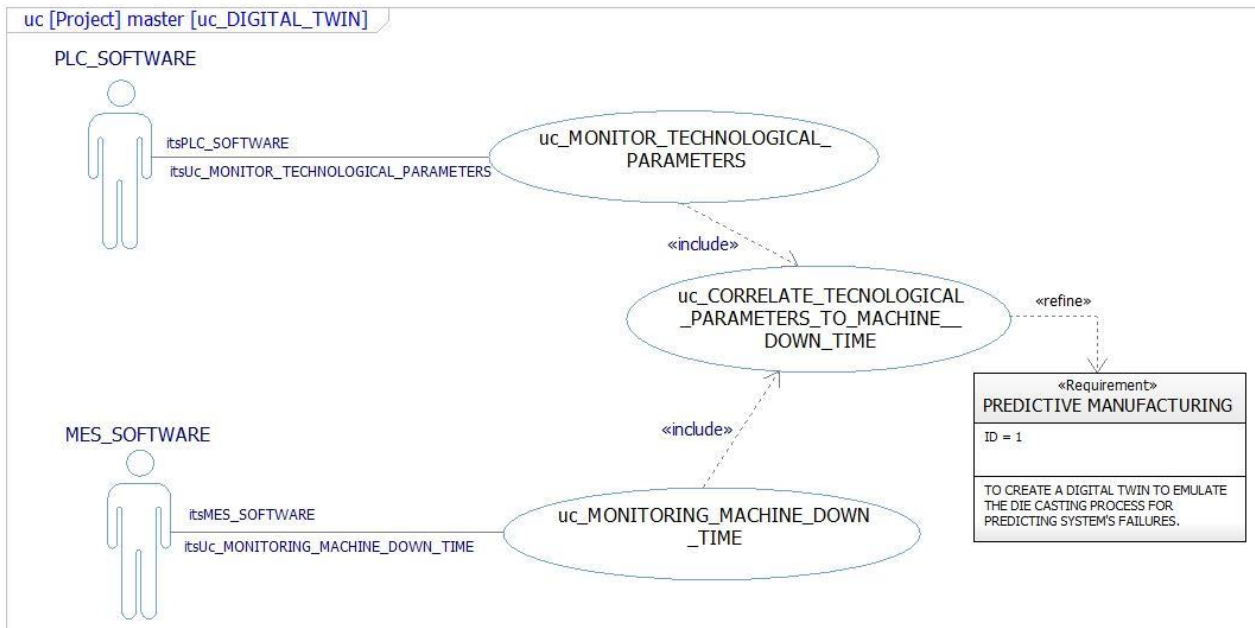 uc [Project] master [uc_DIGITAL_TWIN]
PLC_SOFTWARE
itsPLC_SOFTWARE
itsUc_MONITOR_TECHNOLOGICAL_PARAMETERS
uc_MONITOR_TECHNOLOGICAL_
PARAMETERS
«include»
uc_CORRELATE_TECNOLOGICAL
_PARAMETERS_TO_MACHINE__
DOWN_TIME
«refine»
«Requirement»
PREDICTIVE MANUFACTURING
ID = 1
TO CREATE A DIGITAL TWIN TO EMULATE
THE DIE CASTING PROCESS FOR
PREDICTING SYSTEM'S FAILURES.
«include»
MES_SOFTWARE
itsMES_SOFTWARE
itsUc_MONITORING_MACHINE_DOWN_TIME
uc_MONITORING_MACHINE_DOWN
_TIME